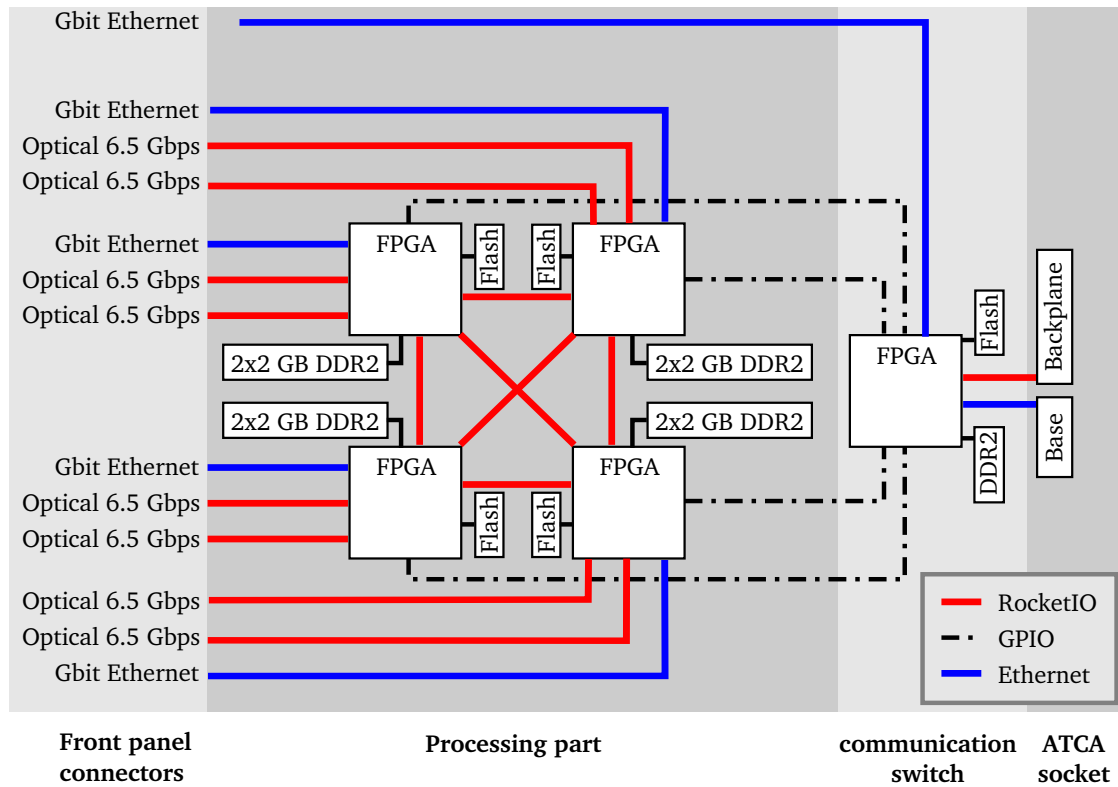 Gbit Ethernet
Gbit Ethernet
Optical 6.5 Gbps
Optical 6.5 Gbps
Gbit Ethernet
Optical 6.5 Gbps
Optical 6.5 Gbps
FPGA
Flash
Flash
FPGA
2x2 GB DDR2
2x2 GB DDR2
2x2 GB DDR2
2x2 GB DDR2
Gbit Ethernet
Optical 6.5 Gbps
Optical 6.5 Gbps
FPGA
Flash
Flash
FPGA
Optical 6.5 Gbps
Optical 6.5 Gbps
Gbit Ethernet
FPGA
Flash
DDR2
Backplane
Base
RocketIO
GPIO
Ethernet
Front panel
connectors
Processing part
communication
switch
ATCA
socket